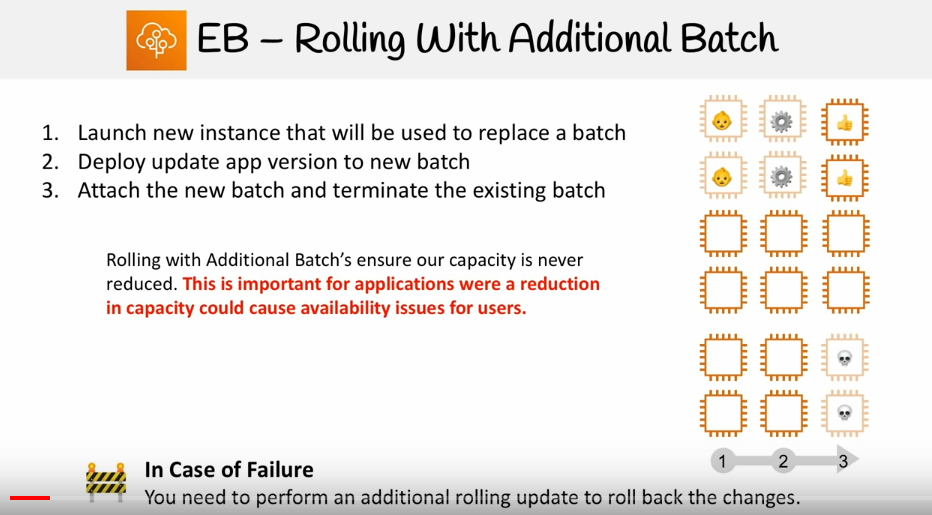 EB – Rolling With Additional Batch
1. Launch new instance that will be used to replace a batch
2. Deploy update app version to new batch
3. Attach the new batch and terminate the existing batch
Rolling with Additional Batch's ensure our capacity is never
reduced. This is important for applications were a reduction
in capacity could cause availability issues for users.
1 2 3
In Case of Failure
You need to perform an additional rolling update to roll back the changes.